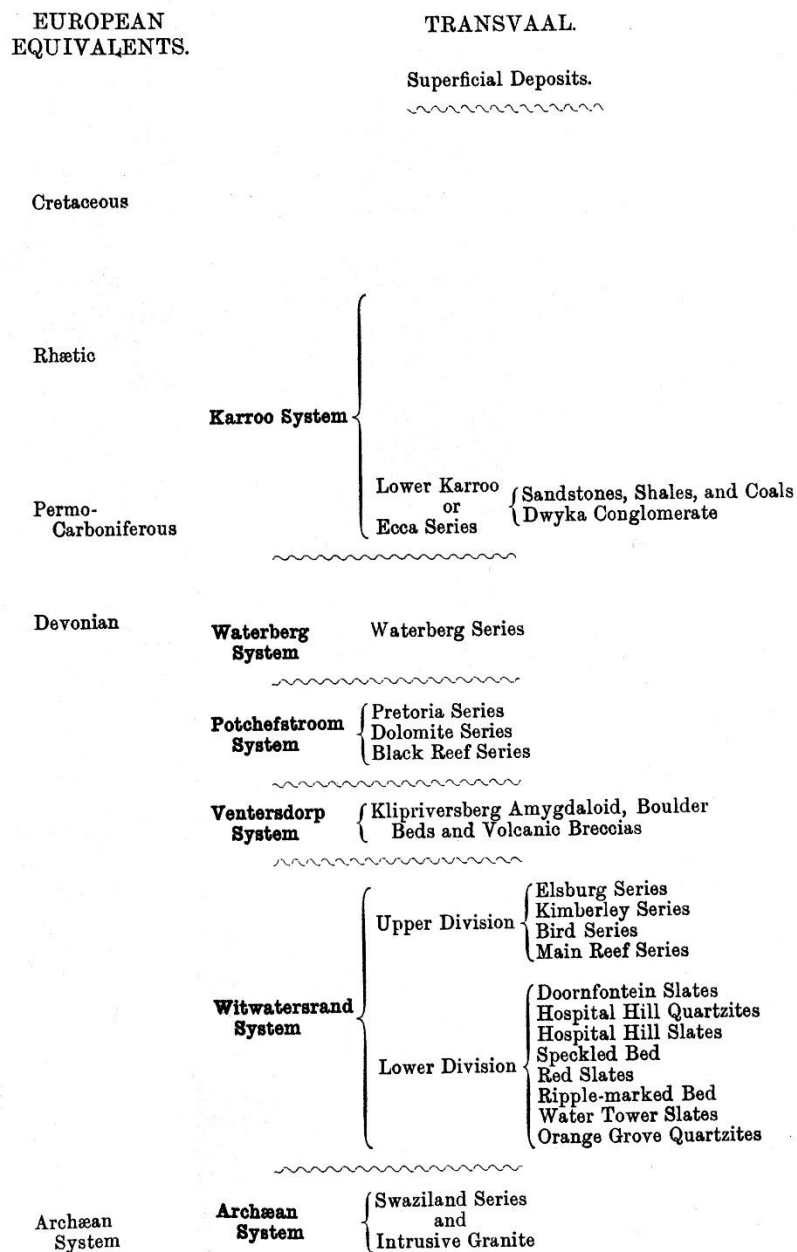 EUROPEAN
EQUIVALENTS.
TRANSVAAL.
Superficial Deposits.
Cretaceous
Rhætic
Karroo System
Permo-
Carboniferous
Lower Karroo
or
Ecca Series
Sandstones, Shales, and Coals
Dwyka Conglomerate
Devonian
Waterberg
System
Waterberg Series
Potchefstroom
System
Pretoria Series
Dolomite Series
Black Reef Series
Ventersdorp
System
Klipriversberg Amygdaloid, Boulder
Beds and Volcanic Breccias
Witwatersrand
System
Upper Division
Elsburg Series
Kimberley Series
Bird Series
Main Reef Series
Lower Division
Doornfontein Slates
Hospital Hill Quartzites
Hospital Hill Slates
Speckled Bed
Red Slates
Ripple-marked Bed
Water Tower Slates
Orange Grove Quartzites
Archæan
System
Archæan
System
Swaziland Series
and
Intrusive Granite